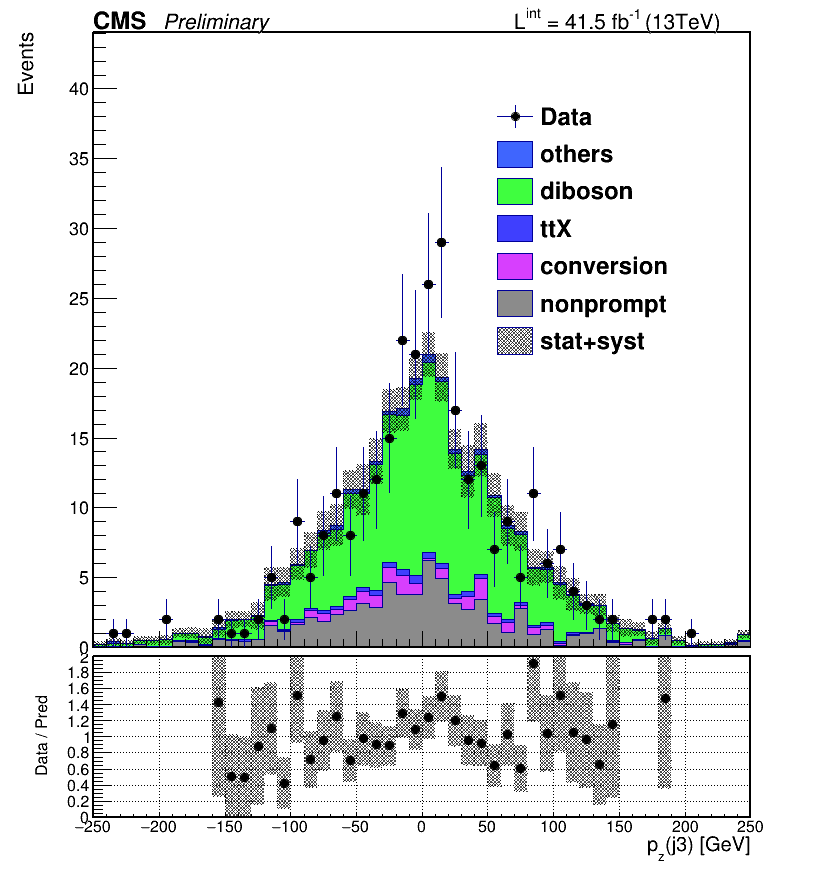 CMS Preliminary L^int = 41.5 fb^-1 (13TeV)
Events
40
35
30
25
20
15
10
5
0
Data
others
diboson
ttX
conversion
nonprompt
stat+syst
Data / Pred
2
1.8
1.6
1.4
1.2
1
0.8
0.6
0.4
0.2
0
−250 −200 −150 −100 −50 0 50 100 150 200 250
p_z(j3) [GeV]